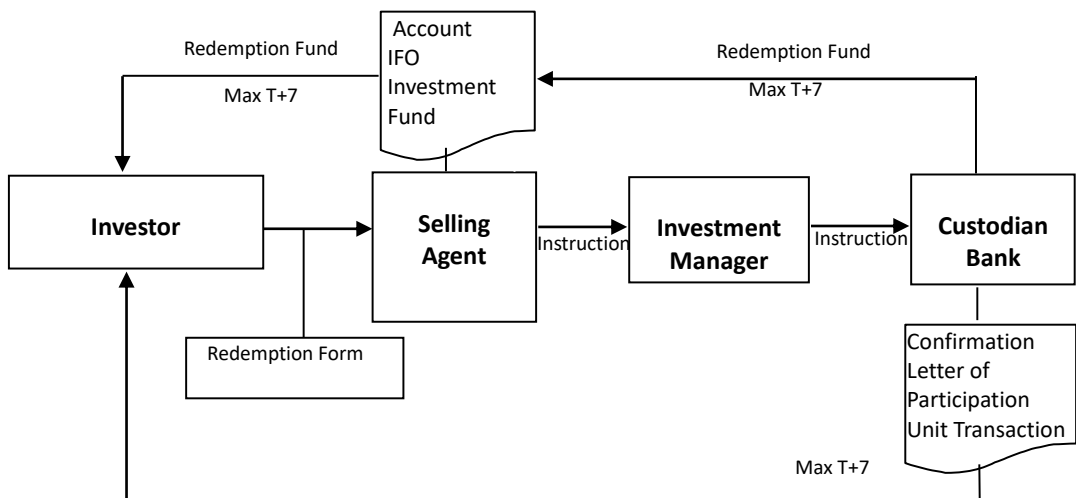 Account
IFO
Investment
Fund
Redemption Fund
Max T+7
Redemption Fund
Max T+7
Investor
Selling
Agent
Instruction
Investment
Manager
Instruction
Custodian
Bank
Redemption Form
Confirmation
Letter of
Participation
Unit Transaction
Max T+7